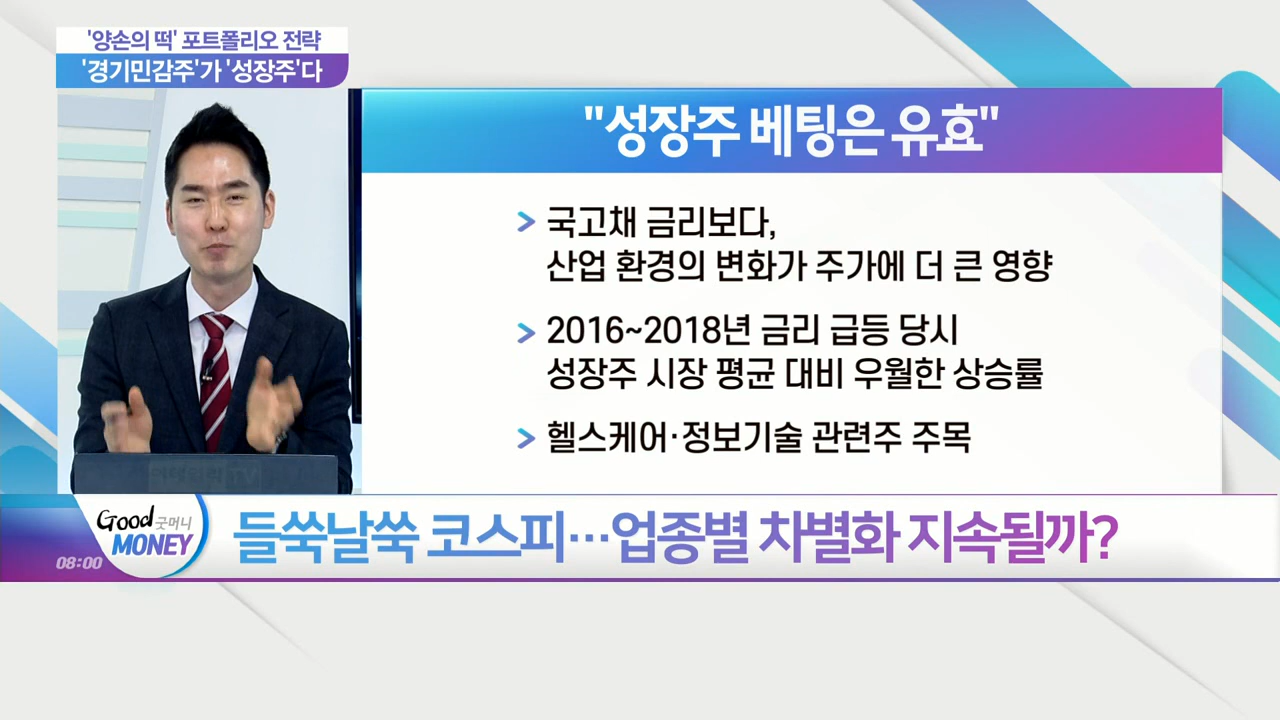 '양손의 떡' 포트폴리오 전략
'경기민감주'가 '성장주'다
"성장주 베팅은 유효"
> 국고채 금리보다,
산업 환경의 변화가 주가에 더 큰 영향
> 2016~2018년 금리 급등 당시
성장주 시장 평균 대비 우월한 상승률
> 헬스케어·정보기술 관련주 주목
이데일리 TV
Good 굿머니
MONEY
08:00
들쑥날쑥 코스피…업종별 차별화 지속될까?